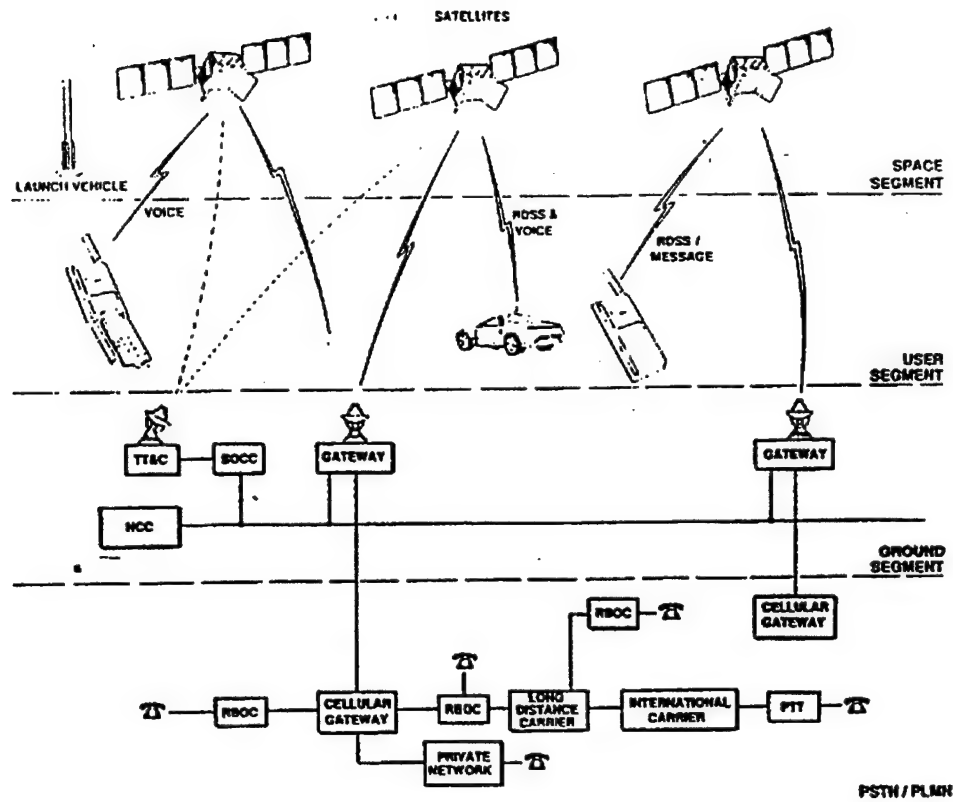 SATELLITES
LAUNCH VEHICLE
SPACE
SEGMENT
VOICE
RDSS &
VOICE
RDSS /
MESSAGE
USER
SEGMENT
TT&C
SOCC
GATEWAY
GATEWAY
NCC
GROUND
SEGMENT
RBOC
CELLULAR
GATEWAY
RBOC
CELLULAR
GATEWAY
RBOC
LONG
DISTANCE
CARRIER
INTERNATIONAL
CARRIER
PTT
PRIVATE
NETWORK
PSTN / PLMN